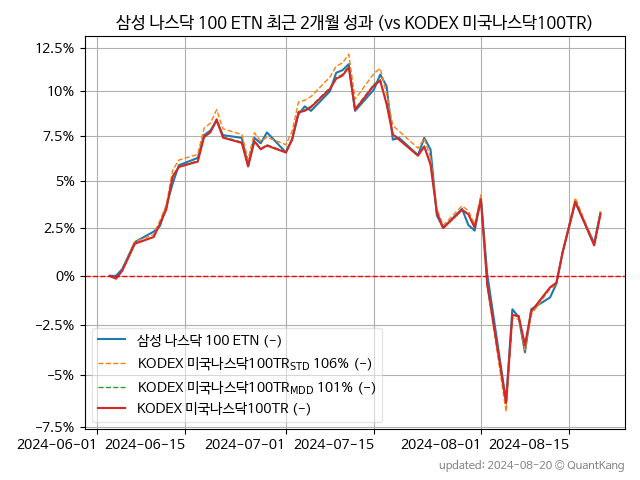 삼성 나스닥 100 ETN 최근 2개월 성과 (vs KODEX 미국나스닥100TR)
12.5%
10%
7.5%
5%
2.5%
0%
−2.5%
−5%
−7.5%
삼성 나스닥 100 ETN (-)
KODEX 미국나스닥100TR_STD 106% (-)
KODEX 미국나스닥100TR_MDD 101% (-)
KODEX 미국나스닥100TR (-)
2024-06-01 2024-06-15 2024-07-01 2024-07-15 2024-08-01 2024-08-15
updated: 2024-08-20 © QuantKang